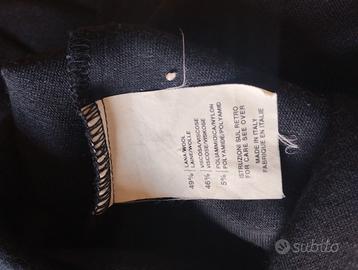 49% LANA/WOOL
LAINE/WOLLE
46% VISCOSA/VISCOSE
VISCOSE/VISKOSE
5% POLIAMMIDICA/NYLON
POLYAMIDE/POLYAMID
ISTRUZIONI SUL RETRO
FOR CARE SEE OVER
MADE IN ITALY
FABRIQUE EN ITALIE
subito